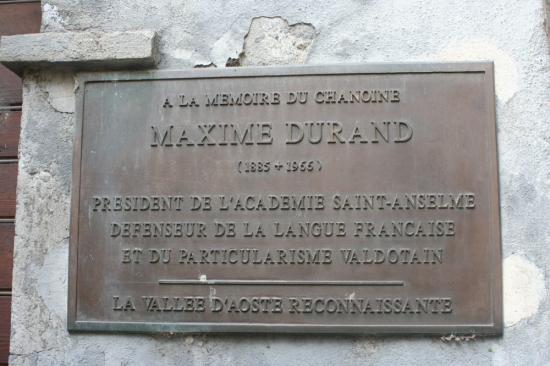 A LA MEMOIRE DU CHANOINE
MAXIME DURAND
(1885 + 1966)
PRESIDENT DE L'ACADEMIE SAINT-ANSELME
DEFENSEUR DE LA LANGUE FRANCAISE
ET DU PARTICULARISME VALDOTAIN
LA VALLEE D'AOSTE RECONNAISSANTE